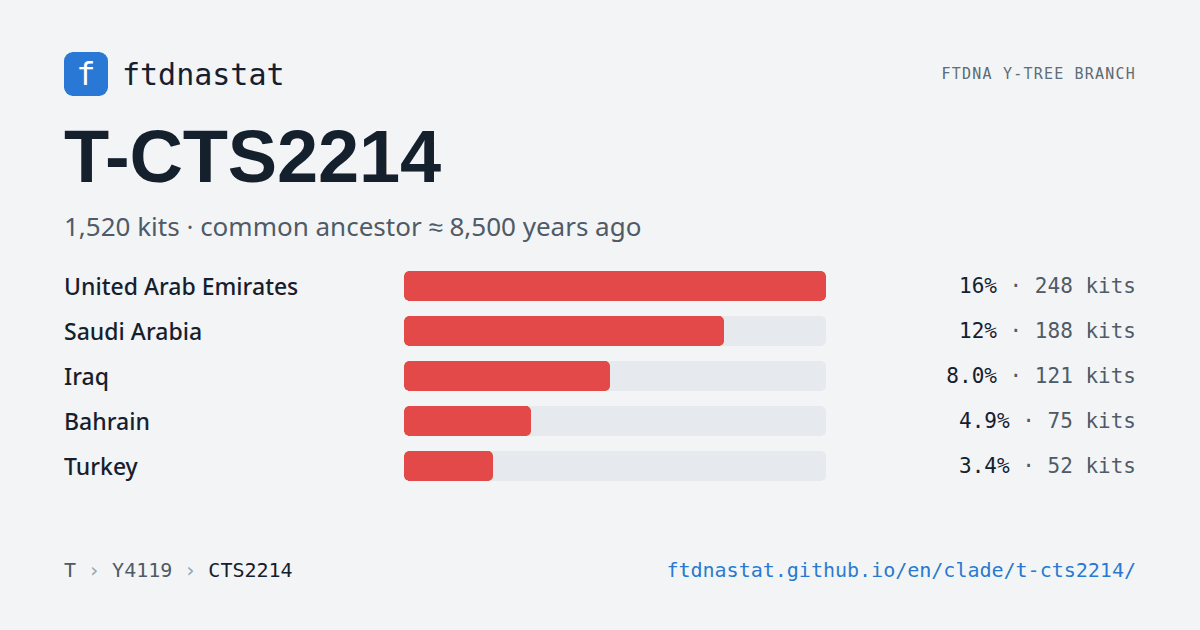 f ftdnastat
FTDNA Y-TREE BRANCH
T-CTS2214
1,520 kits · common ancestor ≈ 8,500 years ago
United Arab Emirates 16% · 248 kits
Saudi Arabia 12% · 188 kits
Iraq 8.0% · 121 kits
Bahrain 4.9% · 75 kits
Turkey 3.4% · 52 kits
T › Y4119 › CTS2214
ftdnastat.github.io/en/clade/t-cts2214/